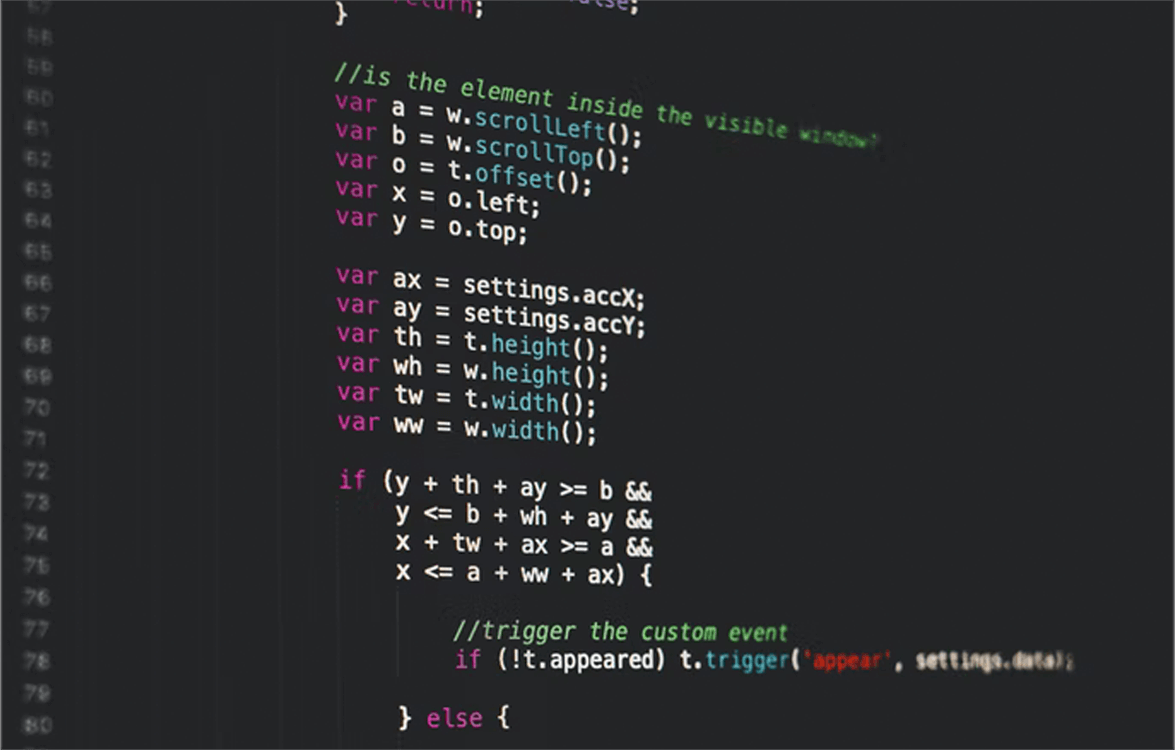 57 return; false;
58 }
59
60 //is the element inside the visible window?
61 var a = w.scrollLeft();
62 var b = w.scrollTop();
63 var o = t.offset();
64 var x = o.left;
65 var y = o.top;
66
67 var ax = settings.accX;
68 var ay = settings.accY;
69 var th = t.height();
70 var wh = w.height();
71 var tw = t.width();
var ww = w.width();
72
73 if (y + th + ay >= b &&
74 y <= b + wh + ay &&
75 x + tw + ax >= a &&
76 x <= a + ww + ax) {
77
78 //trigger the custom event
79 if (!t.appeared) t.trigger('appear', settings.data);
80 } else {